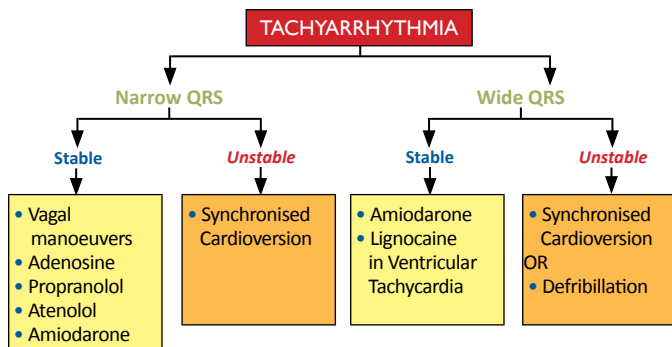 TACHYARRHYTHMIA
Narrow QRS
Wide QRS
Stable
Unstable
Stable
Unstable
• Vagal
manoeuvers
• Adenosine
• Propranolol
• Atenolol
• Amiodarone
• Synchronised
Cardioversion
• Amiodarone
• Lignocaine
in Ventricular
Tachycardia
• Synchronised
Cardioversion
OR
• Defribillation